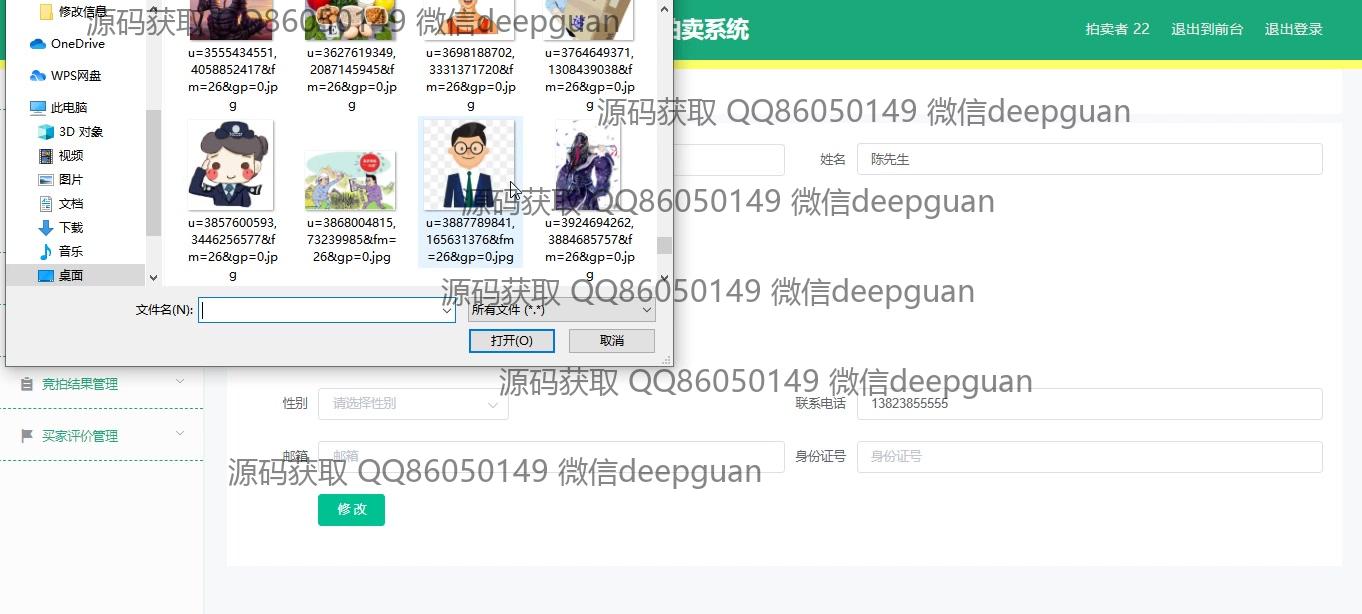 修改信息
OneDrive
WPS网盘
此电脑
3D 对象
视频
图片
文档
下载
音乐
桌面
u=3555434551,
4058852417&f
m=26&gp=0.jp
g
u=3627619349,
2087145945&f
m=26&gp=0.jp
g
u=3698188702,
3331371720&f
m=26&gp=0.jp
g
u=3764649371,
1308439038&f
m=26&gp=0.jp
g
u=3857600593,
3446256577&f
m=26&gp=0.jp
g
u=3868004815,
73239985&fm=
26&gp=0.jpg
u=3887789841,
165631376&fm
=26&gp=0.jpg
u=3924694262,
3884685757&f
m=26&gp=0.jp
g
文件名(N):
所有文件 (*.*)
打开(O)
取消
拍卖系统
拍卖者 22
退出到前台
退出登录
姓名
陈先生
竞拍结果管理
买家评价管理
性别
请选择性别
联系电话
13823855555
邮箱
邮箱
身份证号
身份证号
修 改
源码获取 QQ86050149 微信deepguan
源码获取 QQ86050149 微信deepguan
源码获取 QQ86050149 微信deepguan
源码获取 QQ86050149 微信deepguan
源码获取 QQ86050149 微信deepguan
源码获取 QQ86050149 微信deepguan